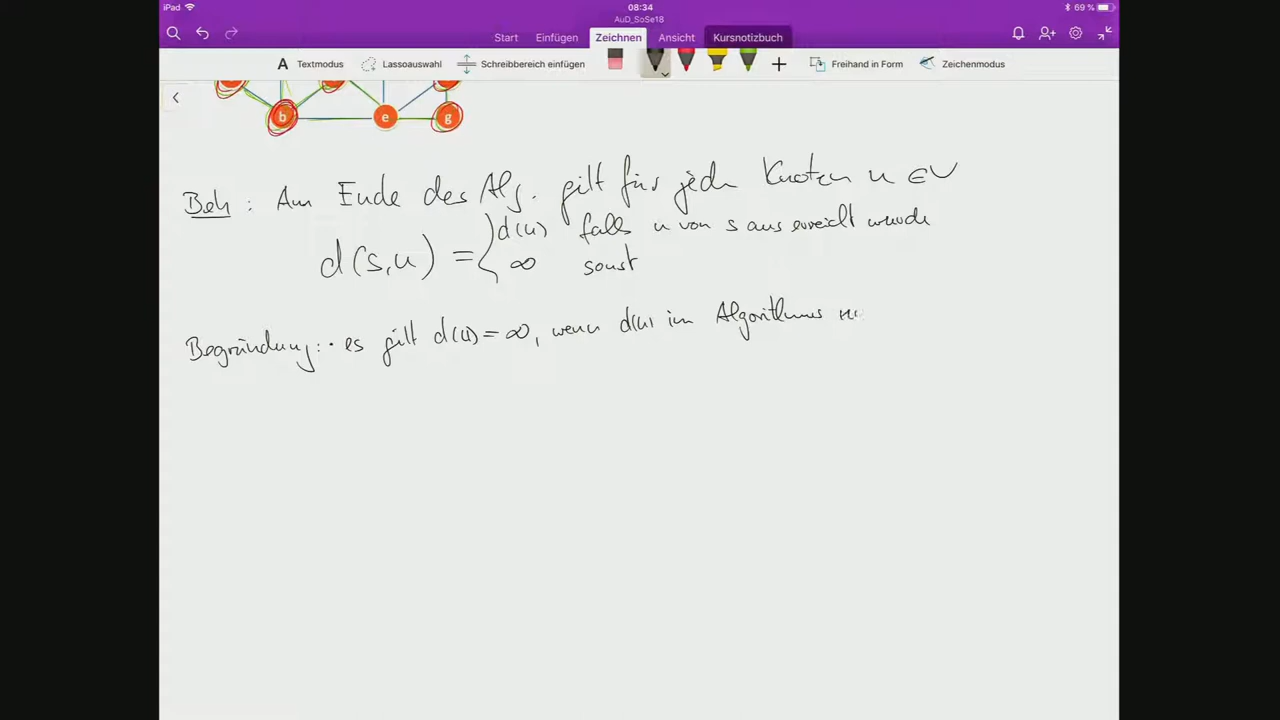 iPad 08:34 69 %
AuD_SoSe18
Start Einfügen Zeichnen Ansicht Kursnotizbuch
A Textmodus Lassoauswahl Schreibbereich einfügen Freihand in Form Zeichenmodus
b e g
Beh: Am Ende des Alg. gilt für jeden Knoten u ∈ V
d(u) falls u von s aus erreicht wurde
d(s,u) = {
∞ sonst
Begründung: · es gilt d(u) = ∞, wenn d(u) im Algorithmus